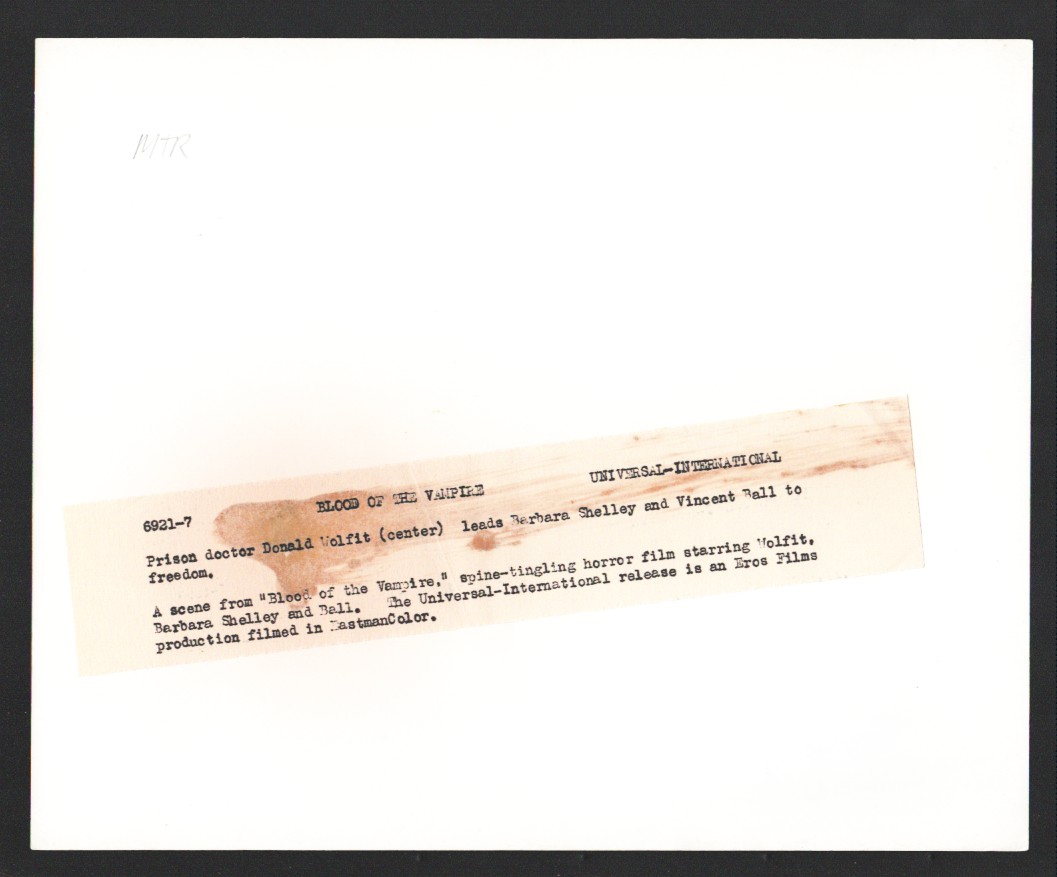 MTR
6921-7 BLOOD OF THE VAMPIRE UNIVERSAL-INTERNATIONAL
Prison doctor Donald Wolfit (center) leads Barbara Shelley and Vincent Ball to
freedom.
A scene from "Blood of the Vampire," spine-tingling horror film starring Wolfit,
Barbara Shelley and Ball. The Universal-International release is an Eros Films
production filmed in EastmanColor.